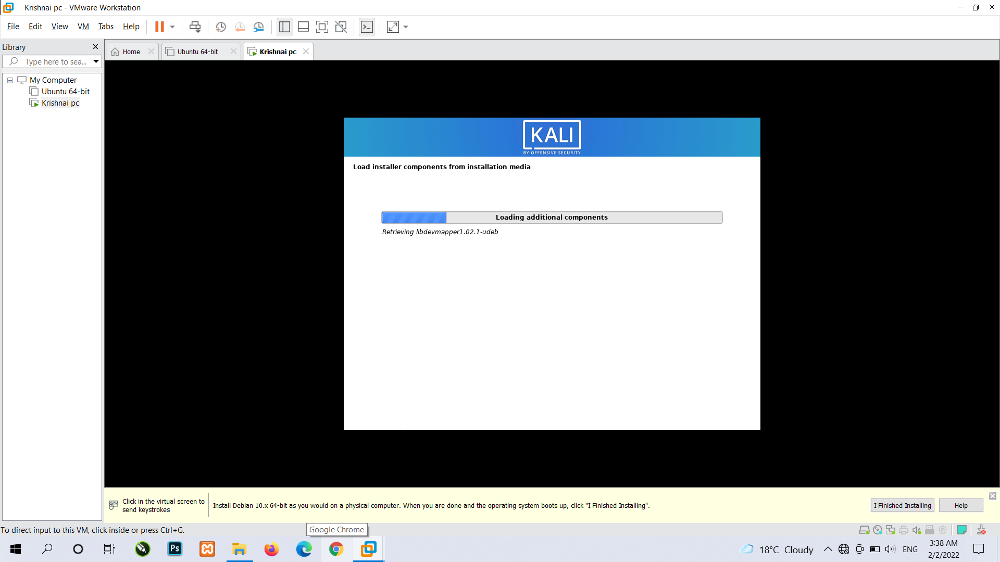 Krishnai pc - VMware Workstation
File Edit View VM Tabs Help
Library
Type here to sea...
Home
Ubuntu 64-bit
Krishnai pc
My Computer
Ubuntu 64-bit
Krishnai pc
KALI
BY OFFENSIVE SECURITY
Load installer components from installation media
Loading additional components
Retrieving libdevmapper1.02.1-udeb
Click in the virtual screen to
send keystrokes
Install Debian 10.x 64-bit as you would on a physical computer. When you are done and the operating system boots up, click "I Finished Installing".
I Finished Installing
Help
To direct input to this VM, click inside or press Ctrl+G.
Google Chrome
Ps
18°C Cloudy
ENG
3:38 AM
2/2/2022